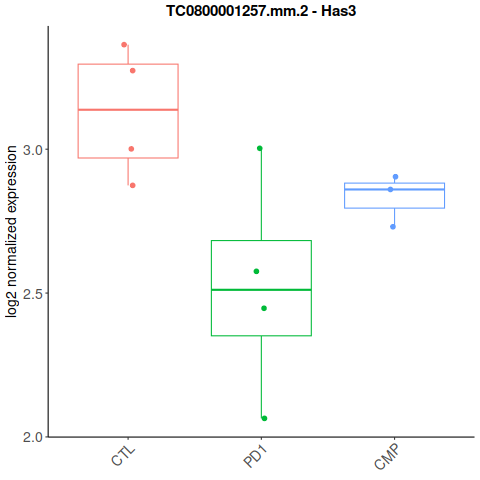 TC0800001257.mm.2 - Has3
log2 normalized expression
3.0
2.5
2.0
CTL
PD1
CMP